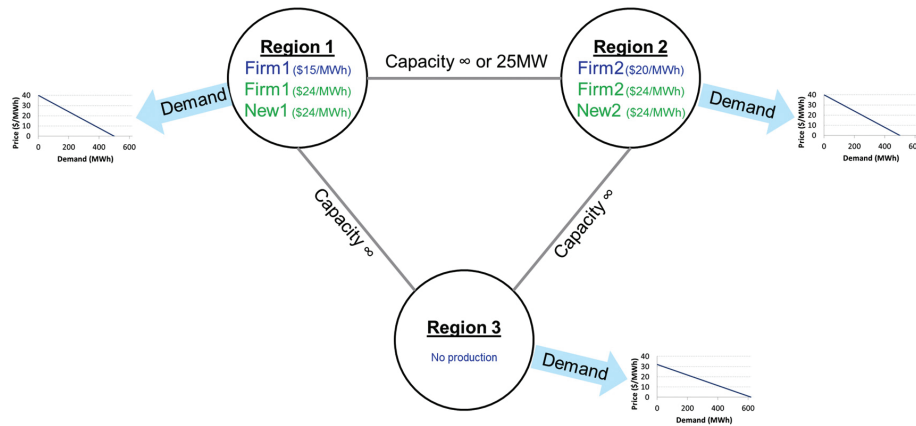 Region 1
Firm1 ($15/MWh)
Firm1 ($24/MWh)
New1 ($24/MWh)
Capacity ∞ or 25MW
Region 2
Firm2 ($20/MWh)
Firm2 ($24/MWh)
New2 ($24/MWh)
Demand
Price ($/MWh)
40
30
20
10
0
0 200 400 600
Demand (MWh)
Demand
Price ($/MWh)
40
30
20
10
0
0 200 400 600
Demand (MWh)
Capacity ∞
Capacity ∞
Region 3
No production
Demand
Price ($/MWh)
40
30
20
10
0
0 200 400 600
Demand (MWh)